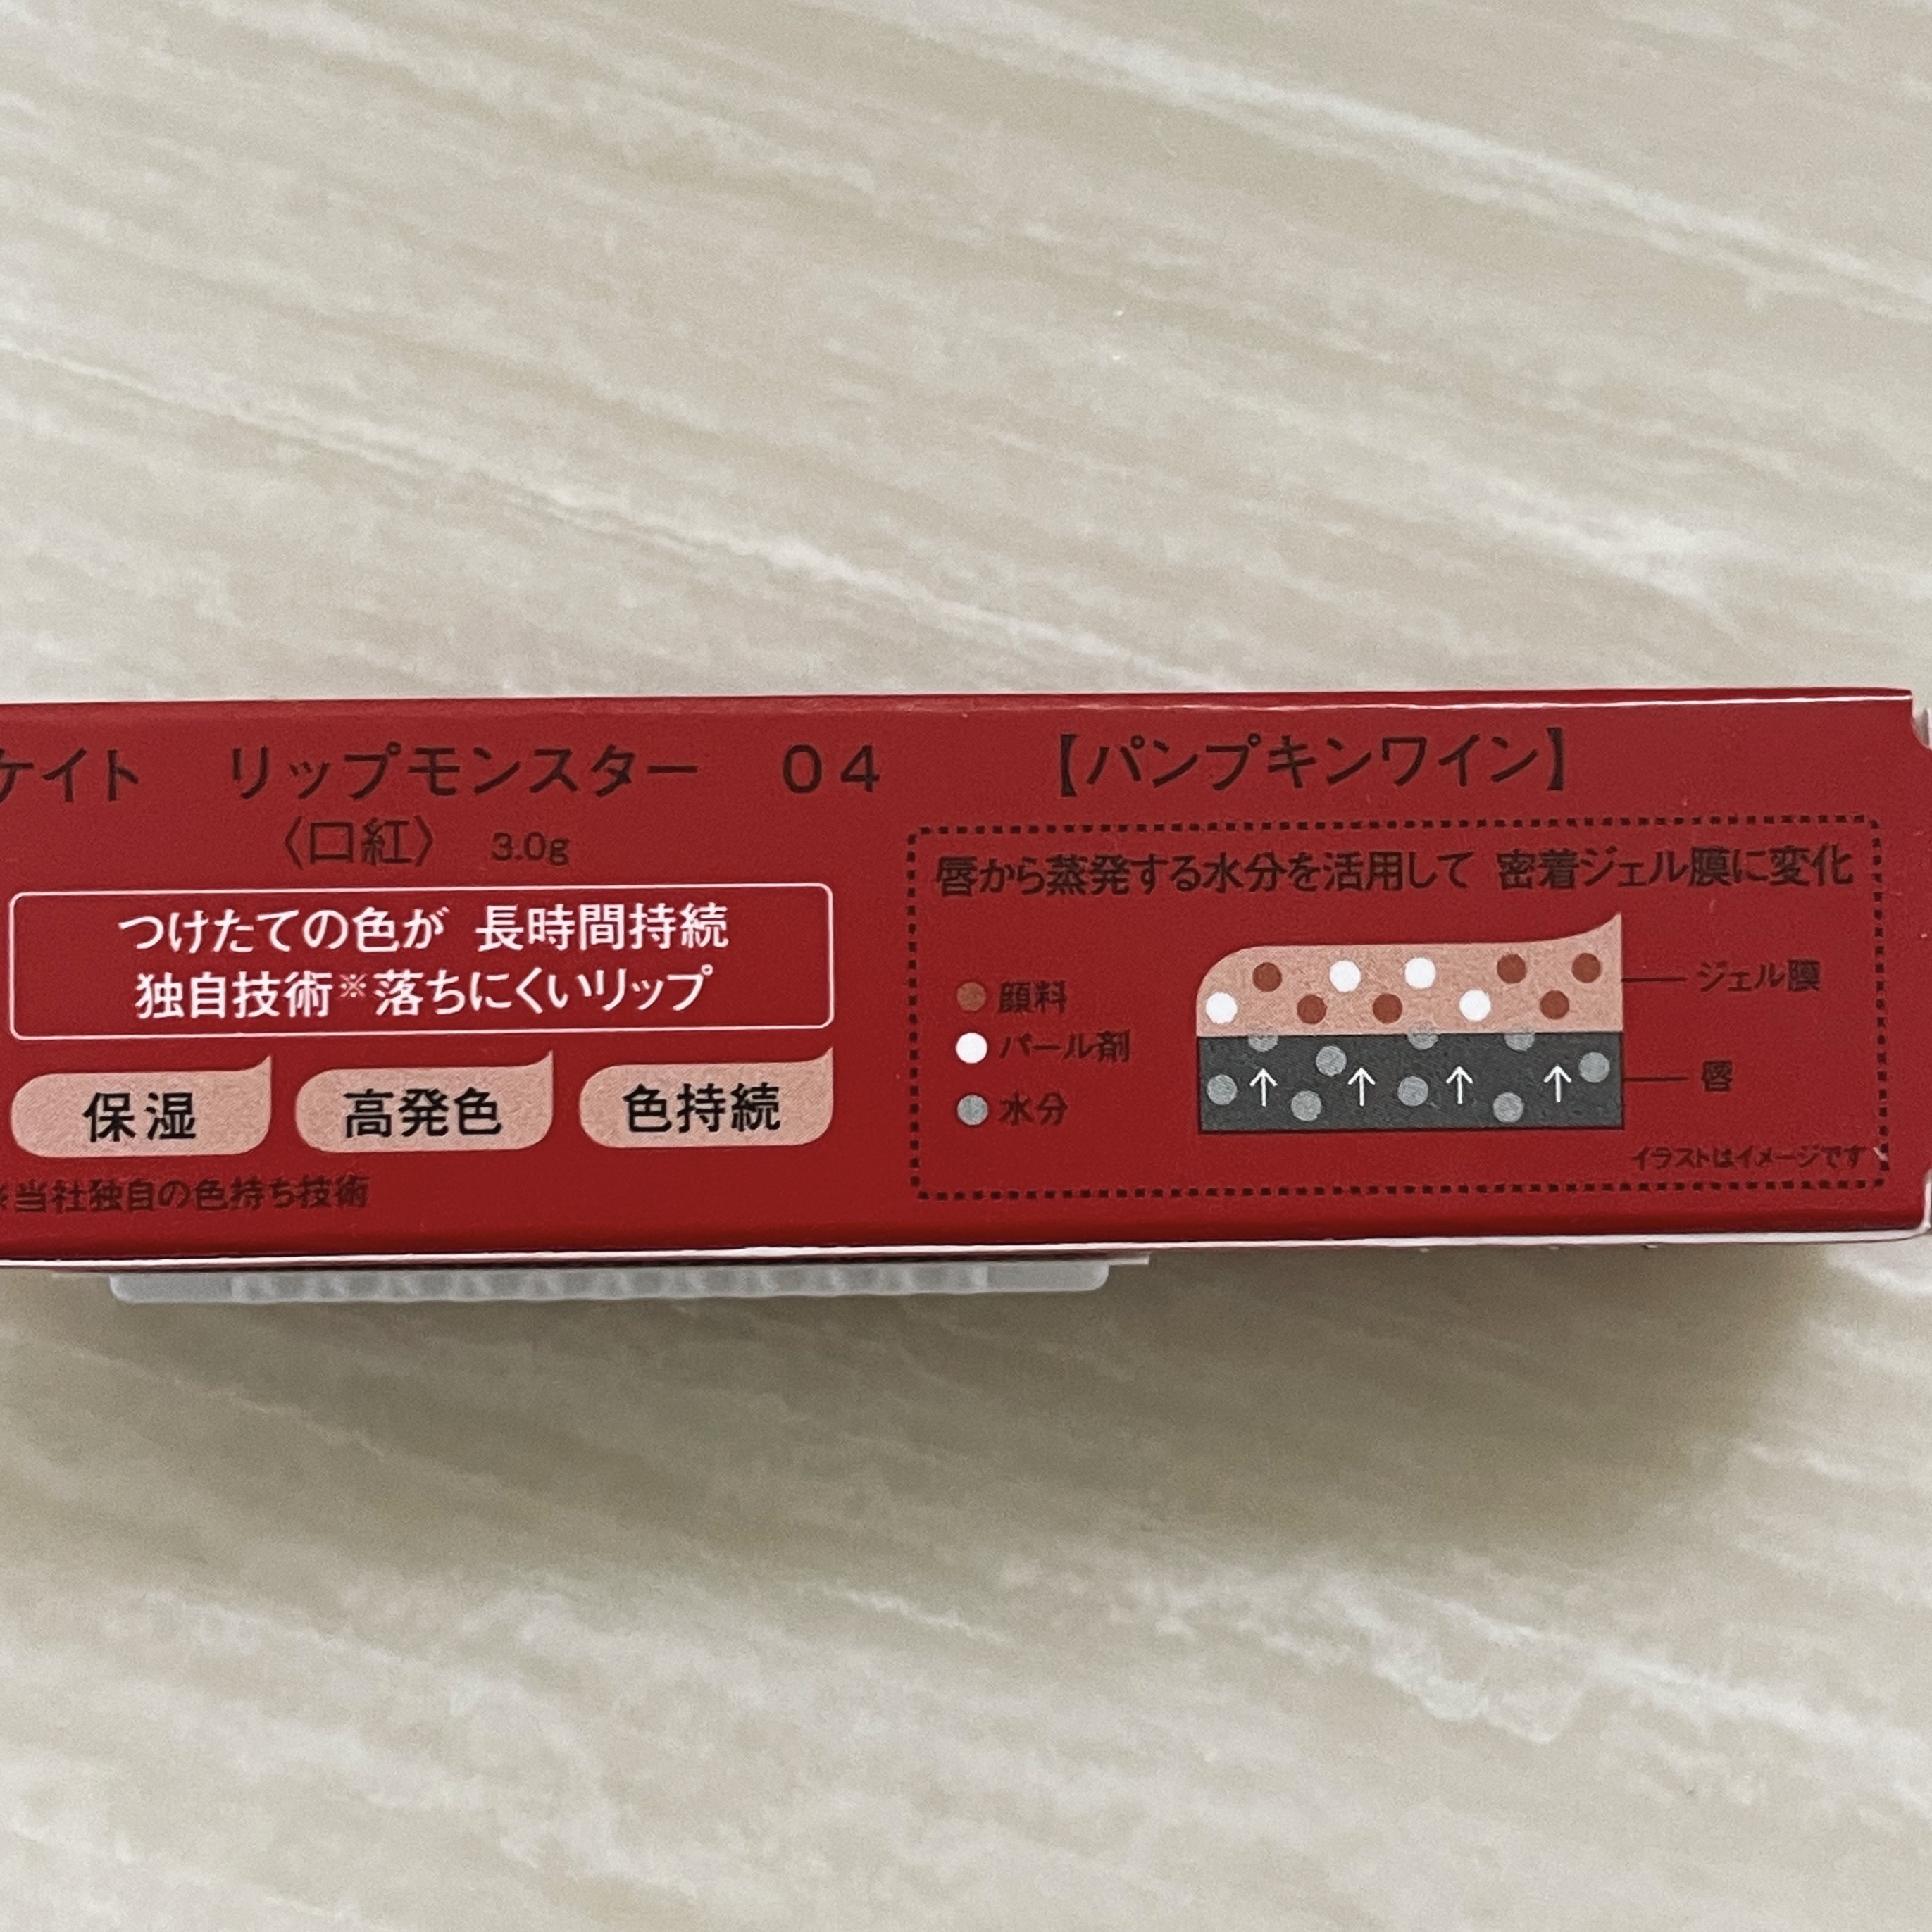 ケイト リップモンスター 04 【パンプキンワイン】
〈口紅〉 3.0g
つけたての色が 長時間持続
独自技術※落ちにくいリップ
保湿
高発色
色持続
※当社独自の色持ち技術
唇から蒸発する水分を活用して 密着ジェル膜に変化
顔料
パール剤
水分
ジェル膜
唇
イラストはイメージです